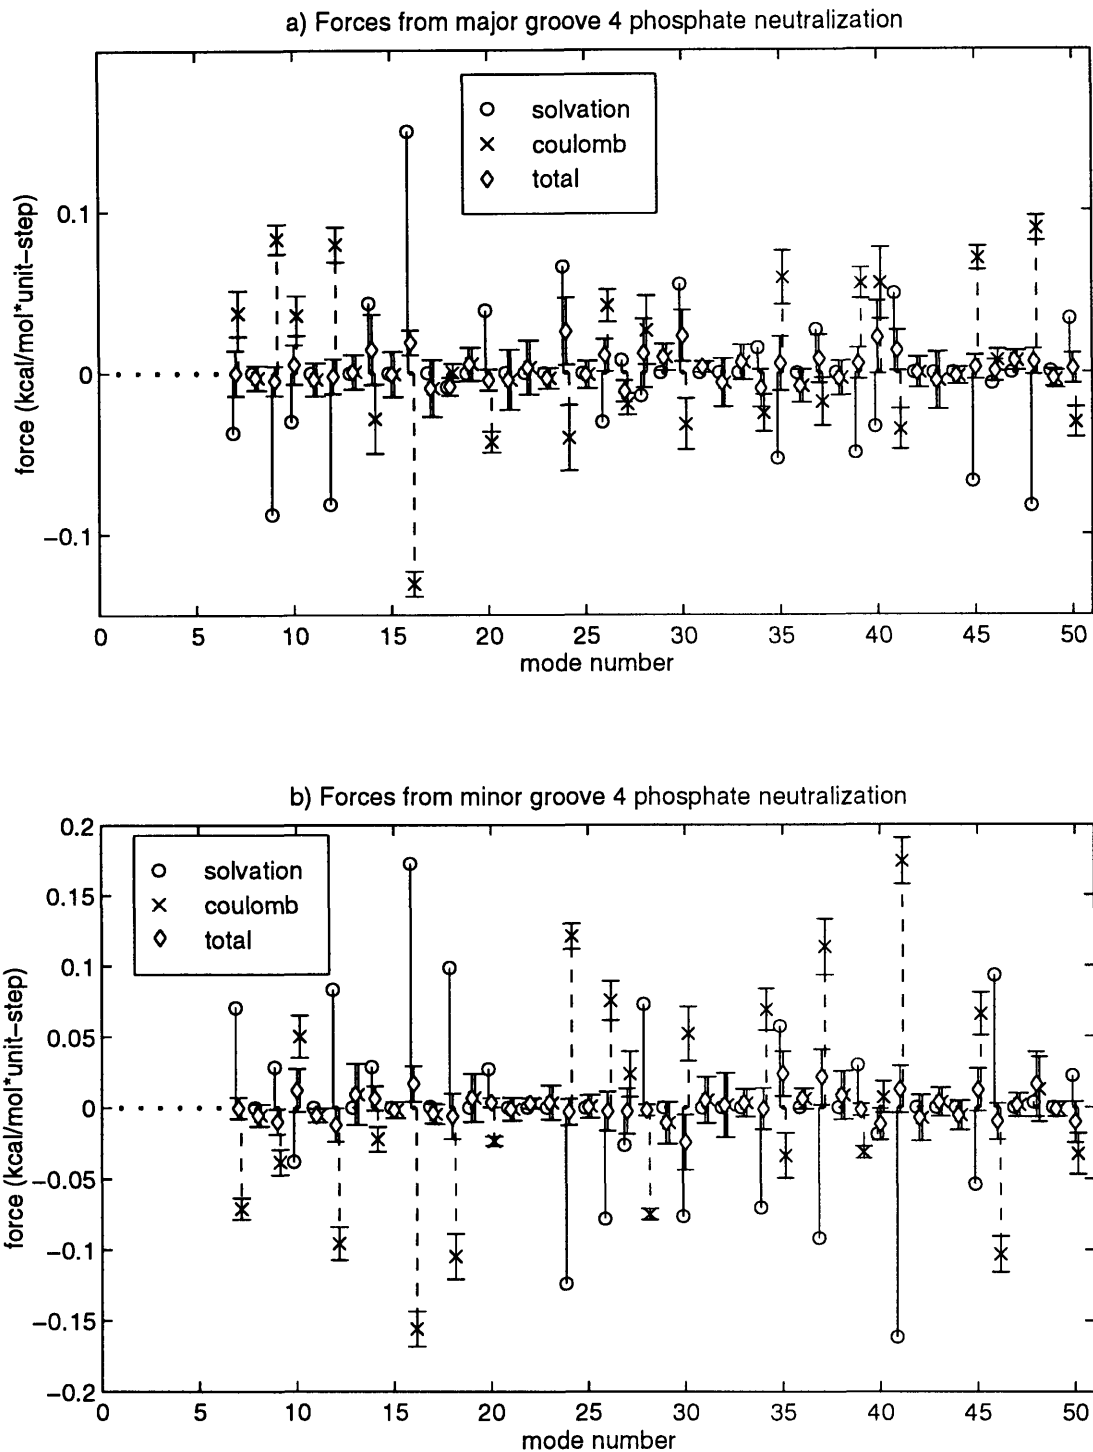 a) Forces from major groove 4 phosphate neutralization
solvation
coulomb
total
force (kcal/mol*unit−step)
0.1
0
−0.1
0 5 10 15 20 25 30 35 40 45 50
mode number
b) Forces from minor groove 4 phosphate neutralization
solvation
coulomb
total
force (kcal/mol*unit−step)
0.2
0.15
0.1
0.05
0
−0.05
−0.1
−0.15
−0.2
0 5 10 15 20 25 30 35 40 45 50
mode number